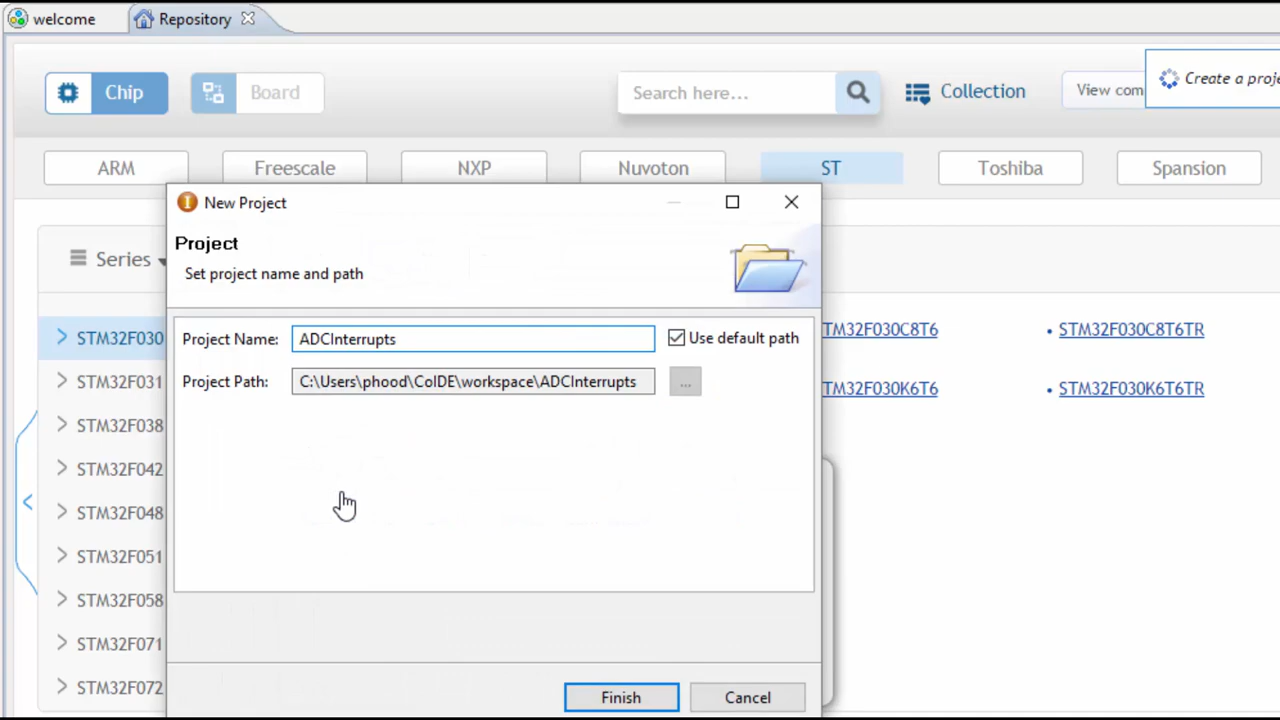 welcome
Repository
Chip
Board
Search here...
Collection
View com
Create a proje
ARM
Freescale
NXP
Nuvoton
ST
Toshiba
Spansion
New Project
Project
Set project name and path
Series
Project Name: ADCInterrupts
Use default path
Project Path: C:\Users\phood\CoIDE\workspace\ADCInterrupts
...
STM32F030
TM32F030C8T6
• STM32F030C8T6TR
STM32F031
TM32F030K6T6
• STM32F030K6T6TR
STM32F038
STM32F042
STM32F048
STM32F051
STM32F058
STM32F071
STM32F072
Finish
Cancel